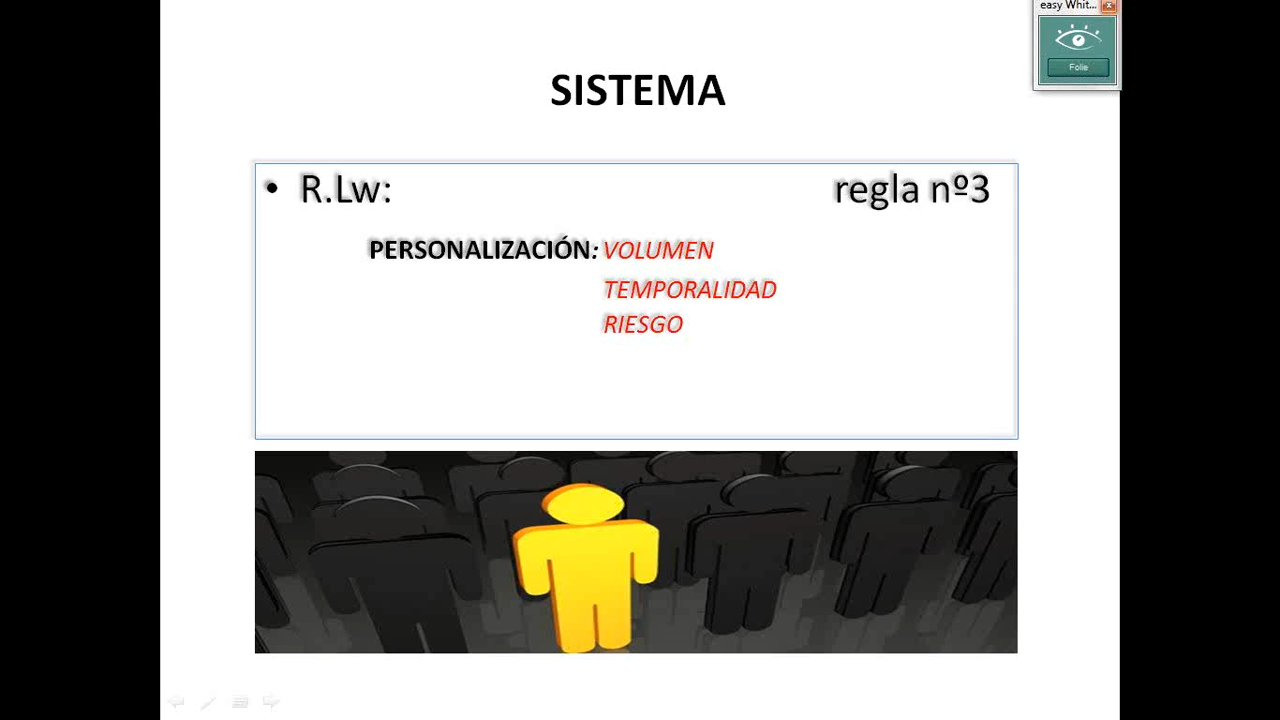 easy Whit...
Folie
SISTEMA
• R.Lw: regla nº3
PERSONALIZACIÓN: VOLUMEN
TEMPORALIDAD
RIESGO